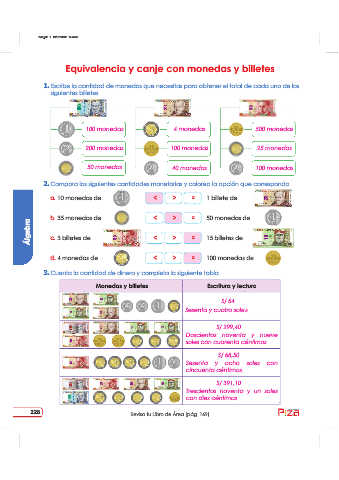 Equivalencia y canje con monedas y billetes
1. Escribe la cantidad de monedas que necesitas para obtener el total de cada uno de los
siguientes billetes
100 monedas
4 monedas
500 monedas
200 monedas
100 monedas
25 monedas
50 monedas
40 monedas
100 monedas
2. Compara las siguientes cantidades monetarias y colorea la opción que corresponda
a. 10 monedas de < > = 1 billete de
b. 35 monedas de < > = 50 monedas de
c. 3 billetes de < > = 15 billetes de
d. 4 monedas de < > = 100 monedas de
3. Cuenta la cantidad de dinero y completa la siguiente tabla
Monedas y billetes
Escritura y lectura
S/ 64
Sesenta y cuatro soles
S/ 299,40
Doscientos noventa y nueve
soles con cuarenta céntimos
S/ 68,50
Sesenta y ocho soles con
cincuenta céntimos
S/ 391,10
Trescientos noventa y un soles
con diez céntimos
Álgebra
228
Revisa tu Libro de Área (pág. 169)